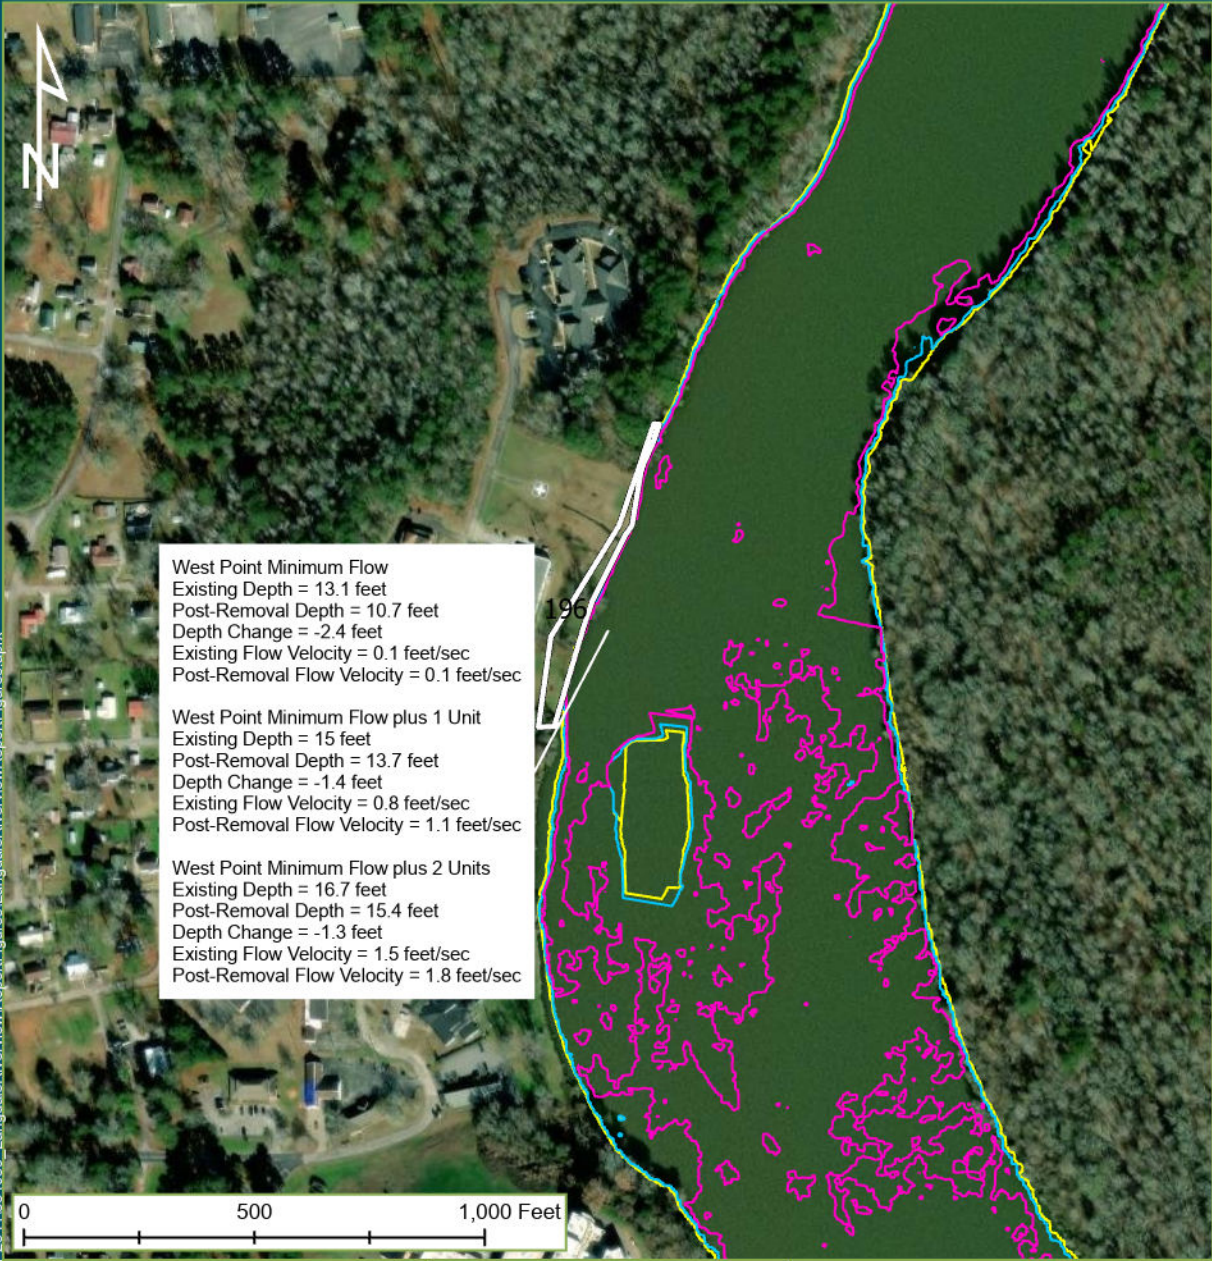 N
196
West Point Minimum Flow
Existing Depth = 13.1 feet
Post-Removal Depth = 10.7 feet
Depth Change = -2.4 feet
Existing Flow Velocity = 0.1 feet/sec
Post-Removal Flow Velocity = 0.1 feet/sec
West Point Minimum Flow plus 1 Unit
Existing Depth = 15 feet
Post-Removal Depth = 13.7 feet
Depth Change = -1.4 feet
Existing Flow Velocity = 0.8 feet/sec
Post-Removal Flow Velocity = 1.1 feet/sec
West Point Minimum Flow plus 2 Units
Existing Depth = 16.7 feet
Post-Removal Depth = 15.4 feet
Depth Change = -1.3 feet
Existing Flow Velocity = 1.5 feet/sec
Post-Removal Flow Velocity = 1.8 feet/sec
0 500 1,000 Feet